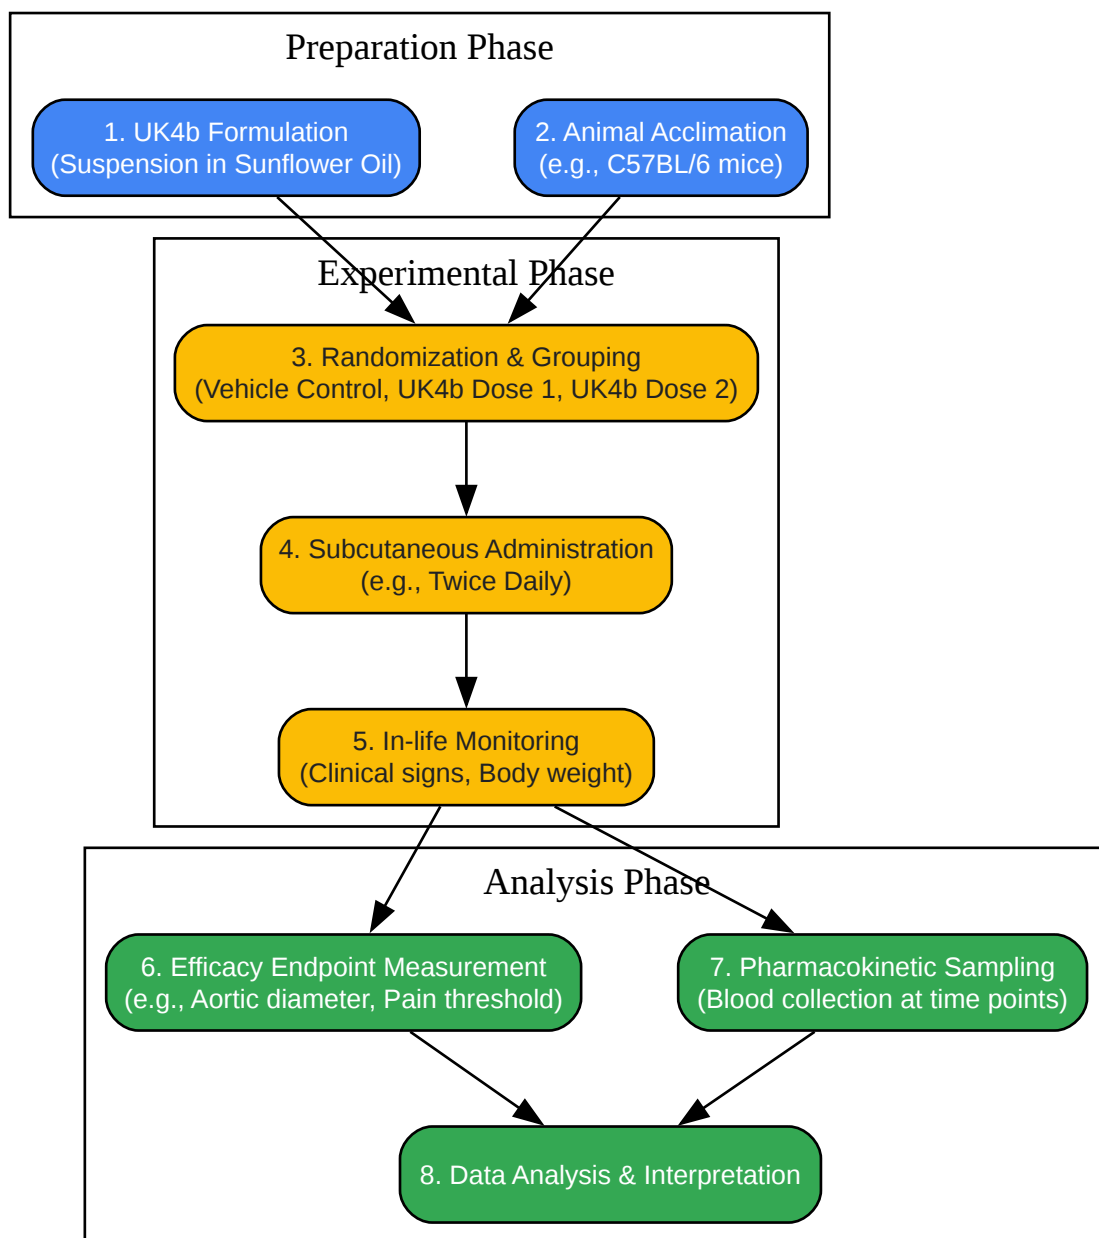 Preparation Phase
1. UK4b Formulation
(Suspension in Sunflower Oil)
2. Animal Acclimation
(e.g., C57BL/6 mice)
Experimental Phase
3. Randomization & Grouping
(Vehicle Control, UK4b Dose 1, UK4b Dose 2)
4. Subcutaneous Administration
(e.g., Twice Daily)
5. In-life Monitoring
(Clinical signs, Body weight)
Analysis Phase
6. Efficacy Endpoint Measurement
(e.g., Aortic diameter, Pain threshold)
7. Pharmacokinetic Sampling
(Blood collection at time points)
8. Data Analysis & Interpretation